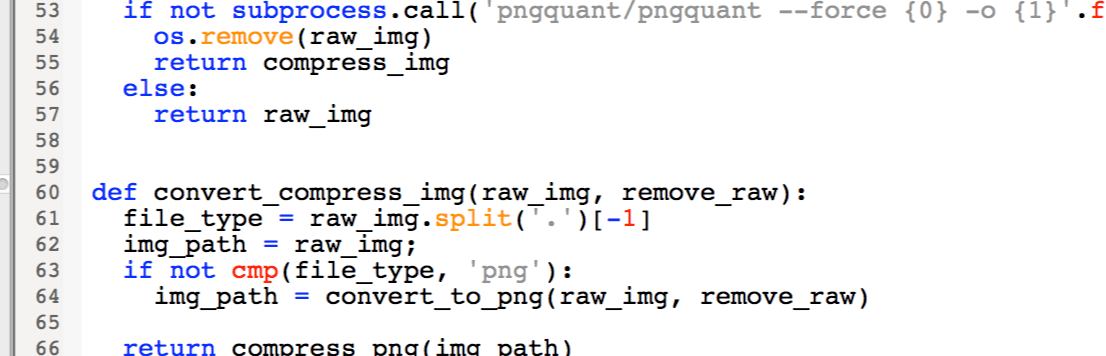 53 if not subprocess.call('pngquant/pngquant --force {0} -o {1}'.f
54 os.remove(raw_img)
55 return compress_img
56 else:
57 return raw_img
58
59
60 def convert_compress_img(raw_img, remove_raw):
61 file_type = raw_img.split('.')[-1]
62 img_path = raw_img;
63 if not cmp(file_type, 'png'):
64 img_path = convert_to_png(raw_img, remove_raw)
65
66 return compress_png(img_path)